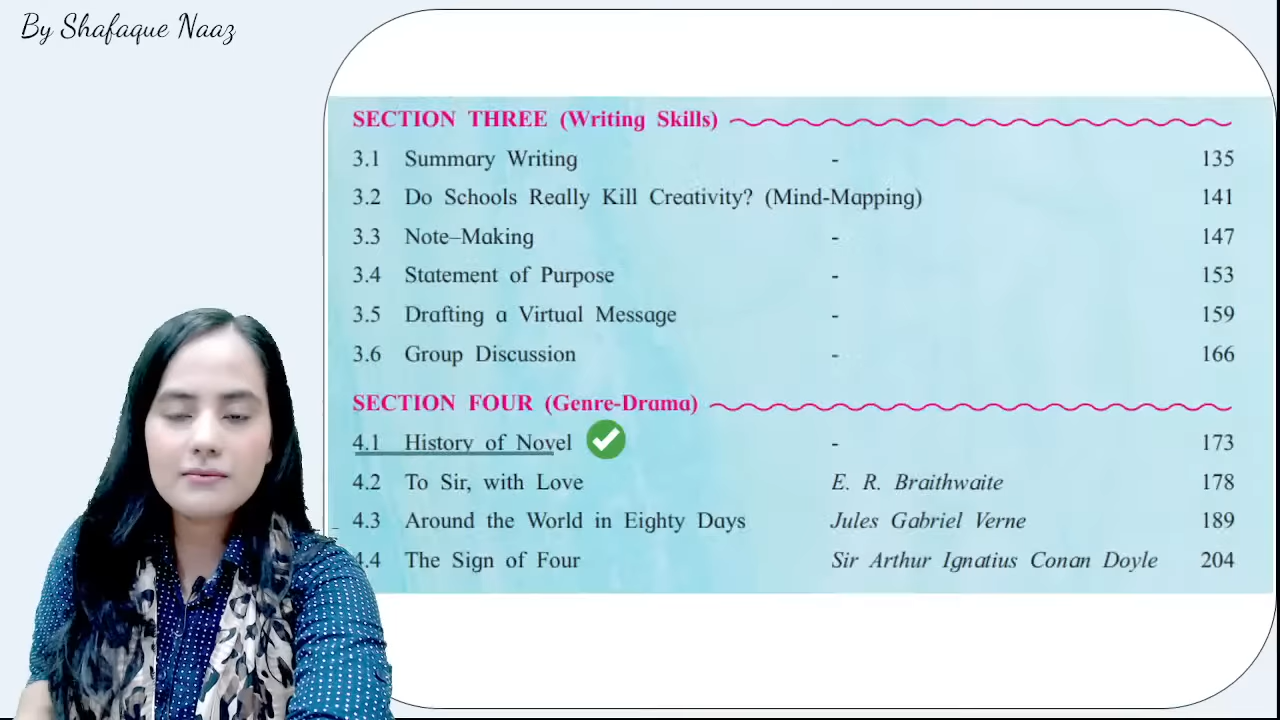 By Shafaque Naaz
SECTION THREE (Writing Skills)
3.1 Summary Writing - 135
3.2 Do Schools Really Kill Creativity? (Mind-Mapping) 141
3.3 Note–Making - 147
3.4 Statement of Purpose - 153
3.5 Drafting a Virtual Message - 159
3.6 Group Discussion - 166
SECTION FOUR (Genre-Drama)
4.1 History of Novel - 173
4.2 To Sir, with Love E. R. Braithwaite 178
4.3 Around the World in Eighty Days Jules Gabriel Verne 189
4.4 The Sign of Four Sir Arthur Ignatius Conan Doyle 204